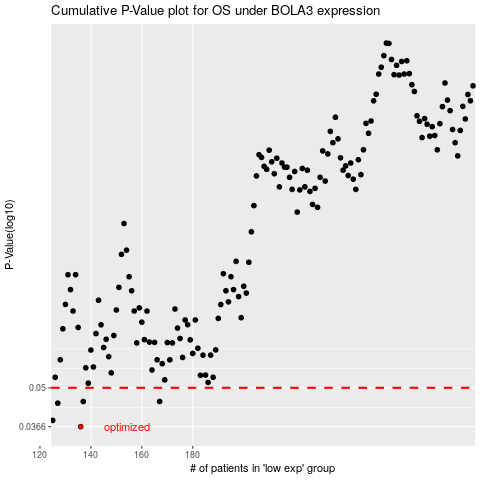 Cumulative P-Value plot for OS under BOLA3 expression
P-Value(log10)
0.05
0.0366
optimized
120 140 160 180
# of patients in 'low exp' group